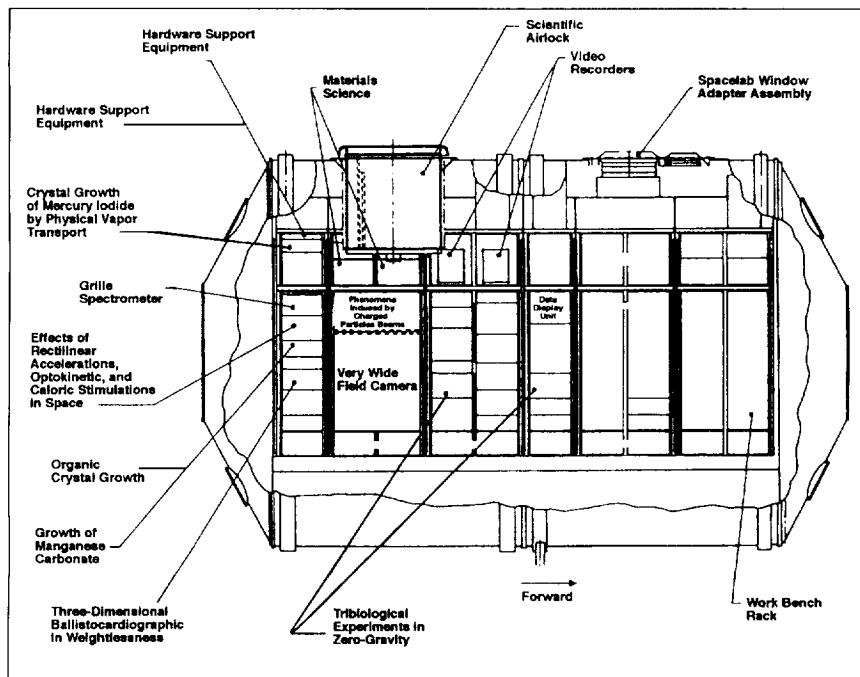 Hardware Support
Equipment
Scientific
Airlock
Video
Recorders
Materials
Science
Spacelab Window
Adapter Assembly
Hardware Support
Equipment
Crystal Growth
of Mercury Iodide
by Physical Vapor
Transport
Grille
Spectrometer
Phenomena
Induced by
Charged
Particles Beams
Data
Display
Unit
Effects of
Rectilinear
Accelerations,
Optokinetic, and
Caloric Stimulations
in Space
Very Wide
Field Camera
Organic
Crystal Growth
Growth of
Manganese
Carbonate
Three-Dimensional
Ballistocardiographic
in Weightlessness
Tribiological
Experiments in
Zero-Gravity
Forward
Work Bench
Rack